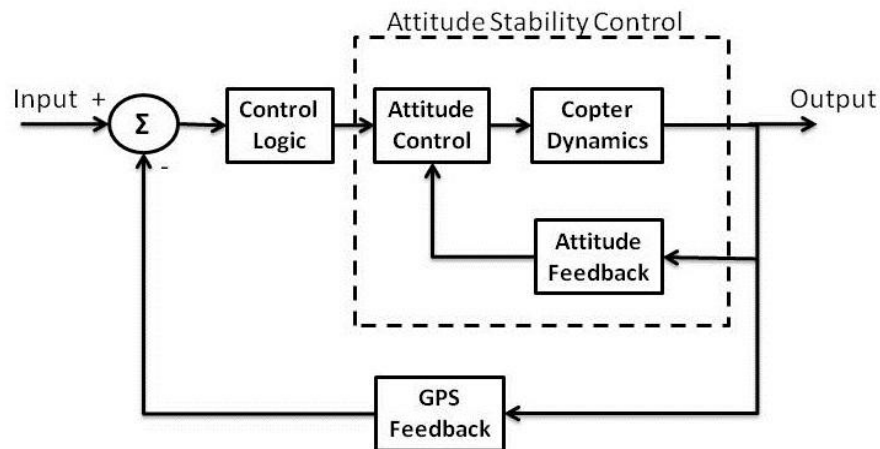 Attitude Stability Control
Input +
Output
Σ
-
Control
Logic
Attitude
Control
Copter
Dynamics
Attitude
Feedback
GPS
Feedback